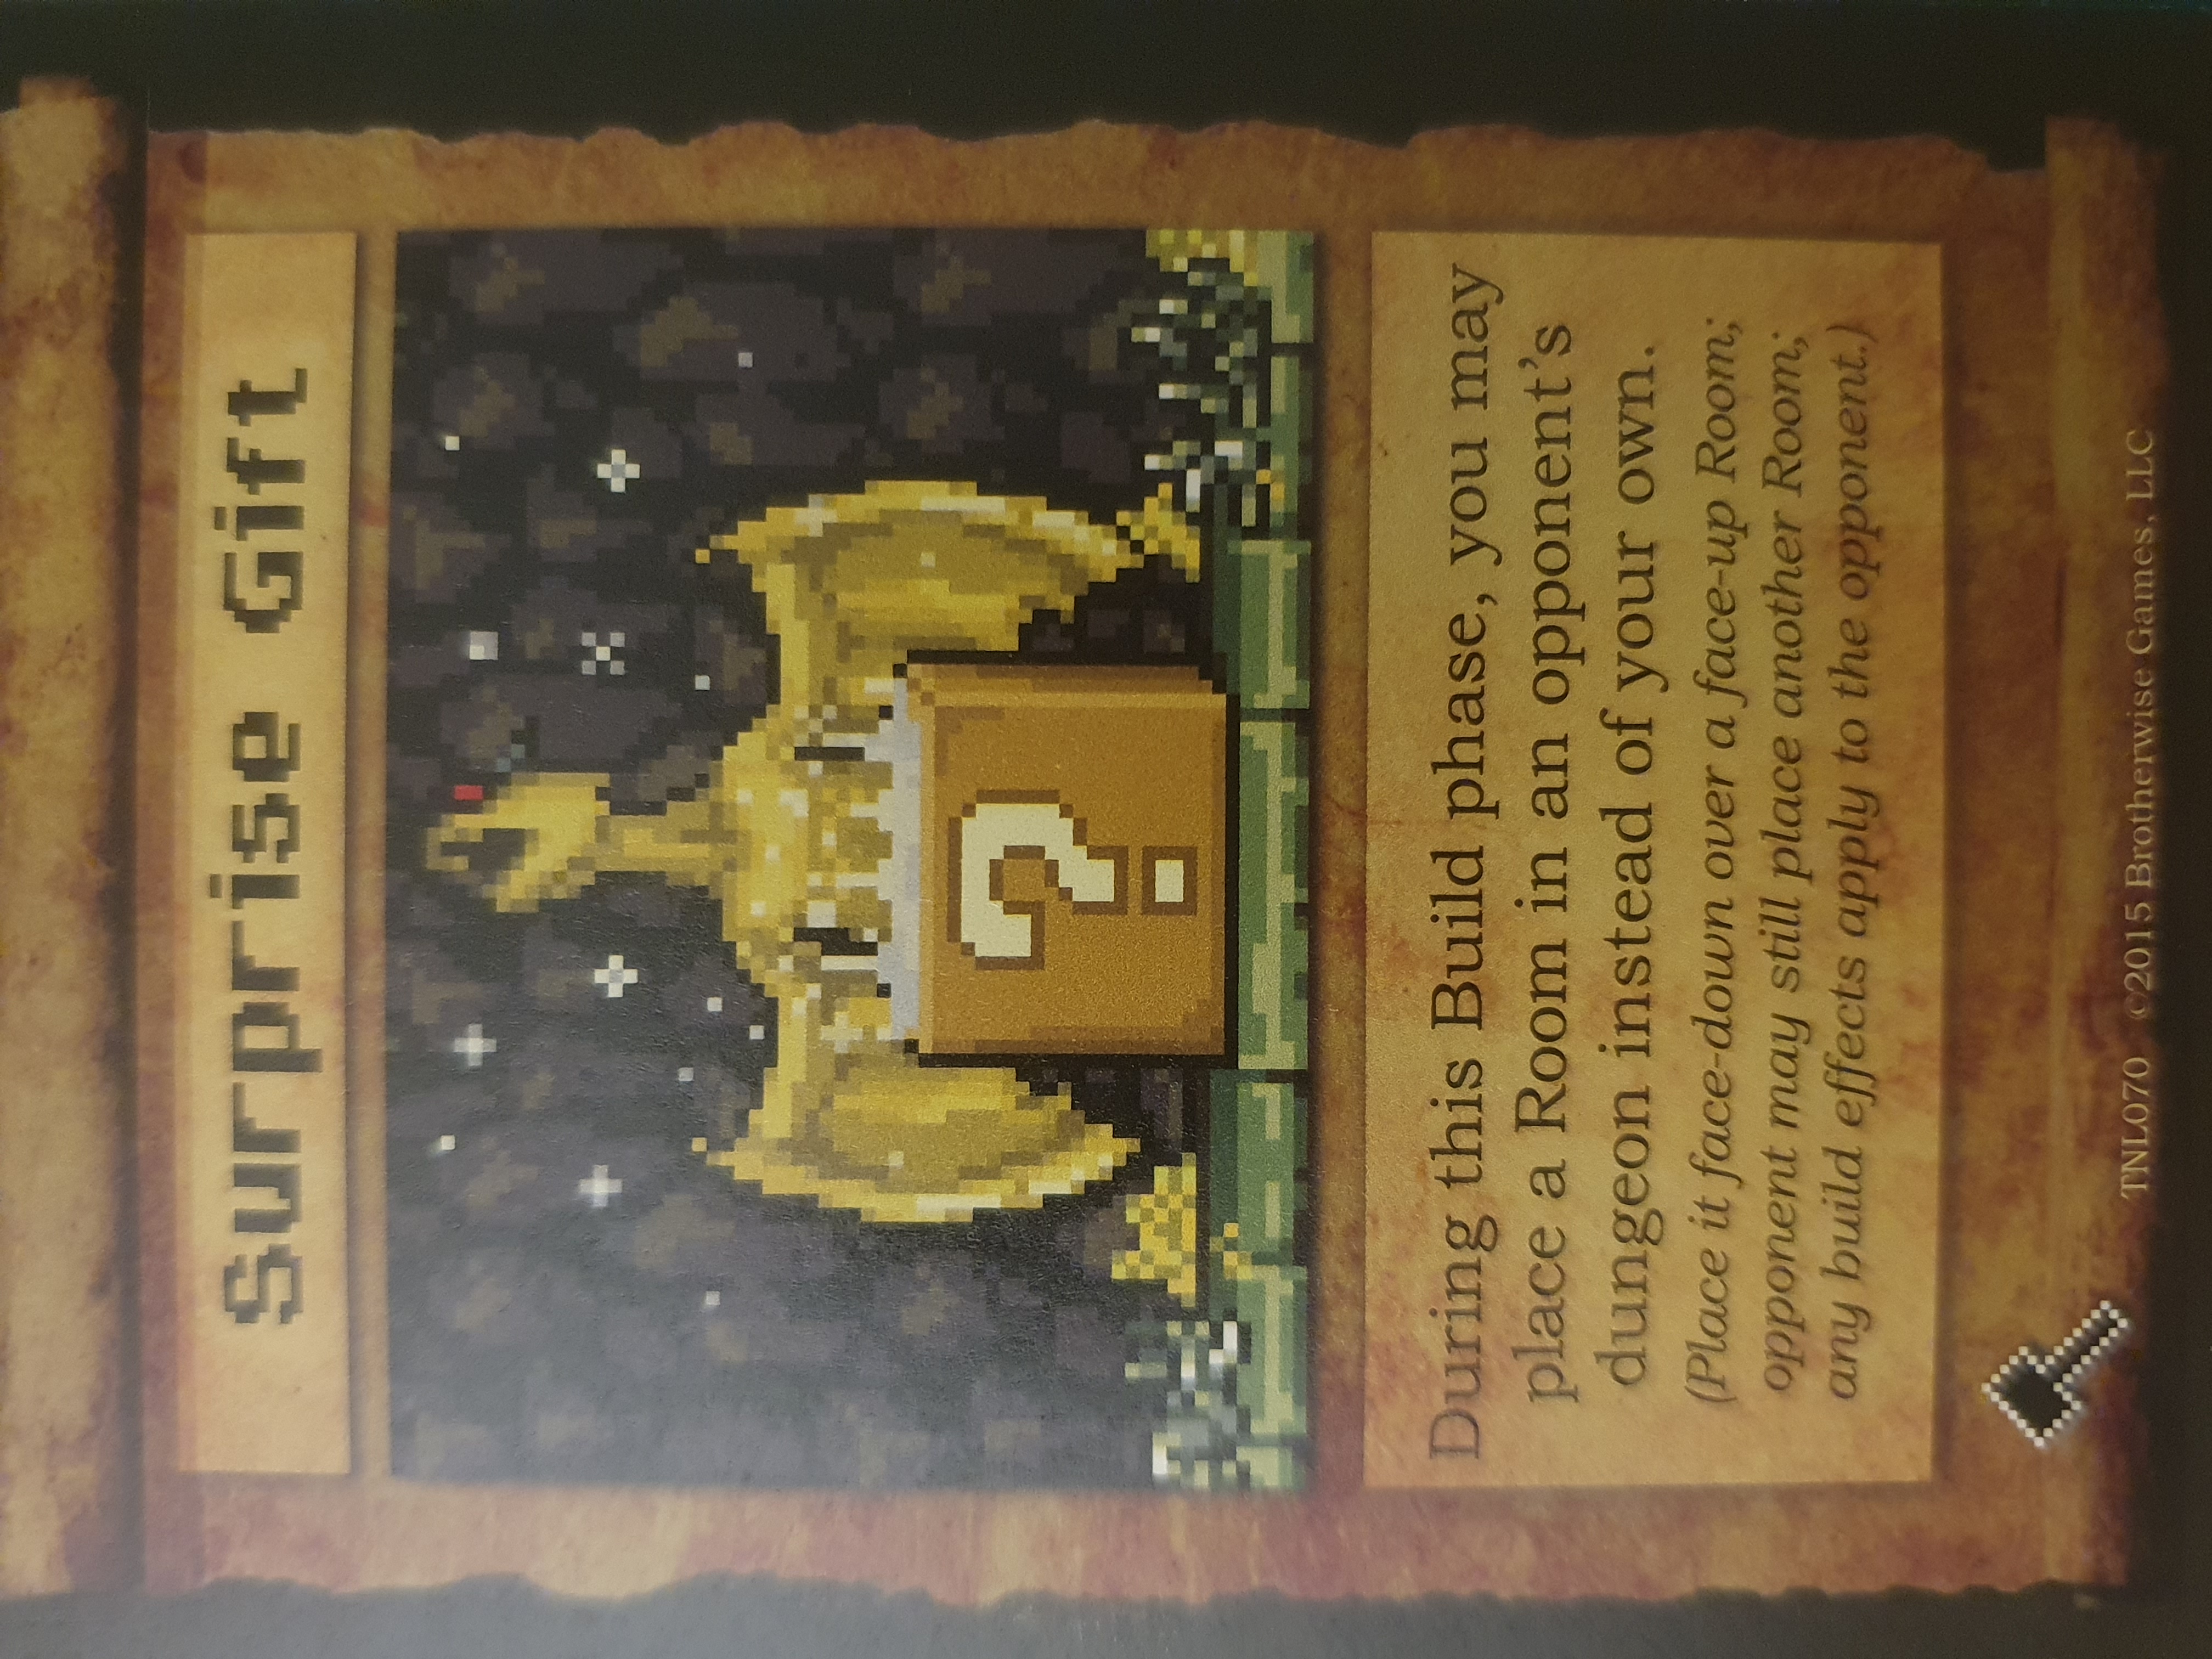 Surprise Gift
?
During this Build phase, you may
place a Room in an opponent's
dungeon instead of your own.
(Place it face-down over a face-up Room;
opponent may still place another Room;
any build effects apply to the opponent.)
TNL070 ©2015 Brotherwise Games, LLC